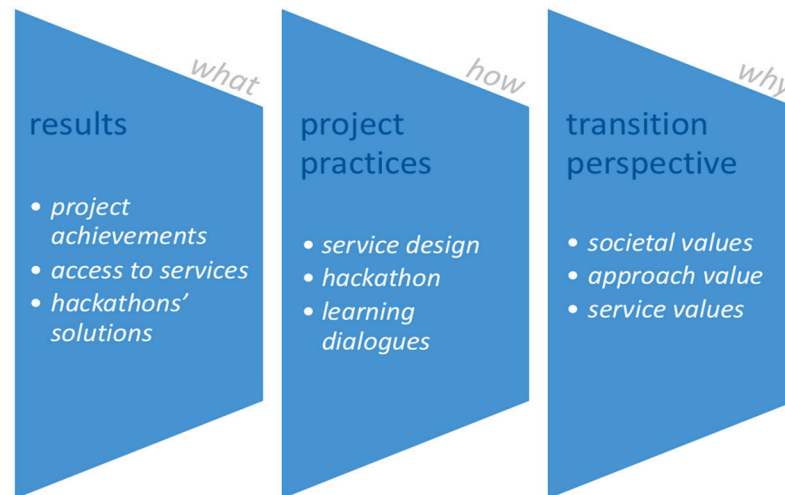 what
results
• project
achievements
• access to services
• hackathons’
solutions
how
project
practices
• service design
• hackathon
• learning
dialogues
why
transition
perspective
• societal values
• approach value
• service values